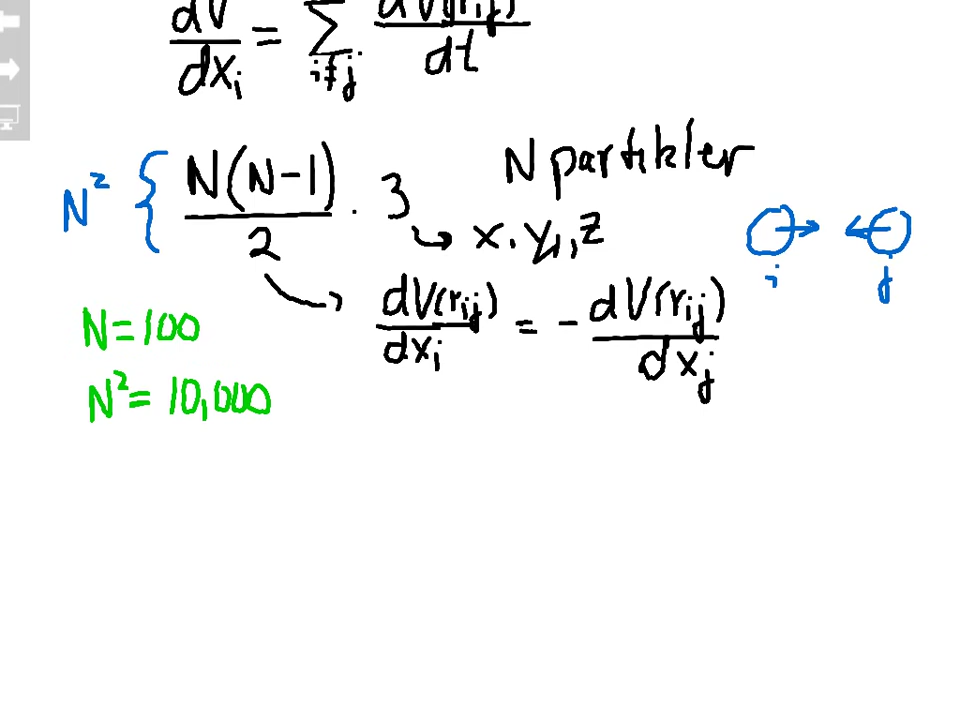 dV/dx_i = Σ_{i≠j} dV(r_ij)/dt
N² { N(N-1)/2 · 3 N partikler
→ x, y, z
i j
→ dV(r_ij)/dx_i = - dV(r_ij)/dx_j
N=100
N² = 10,000